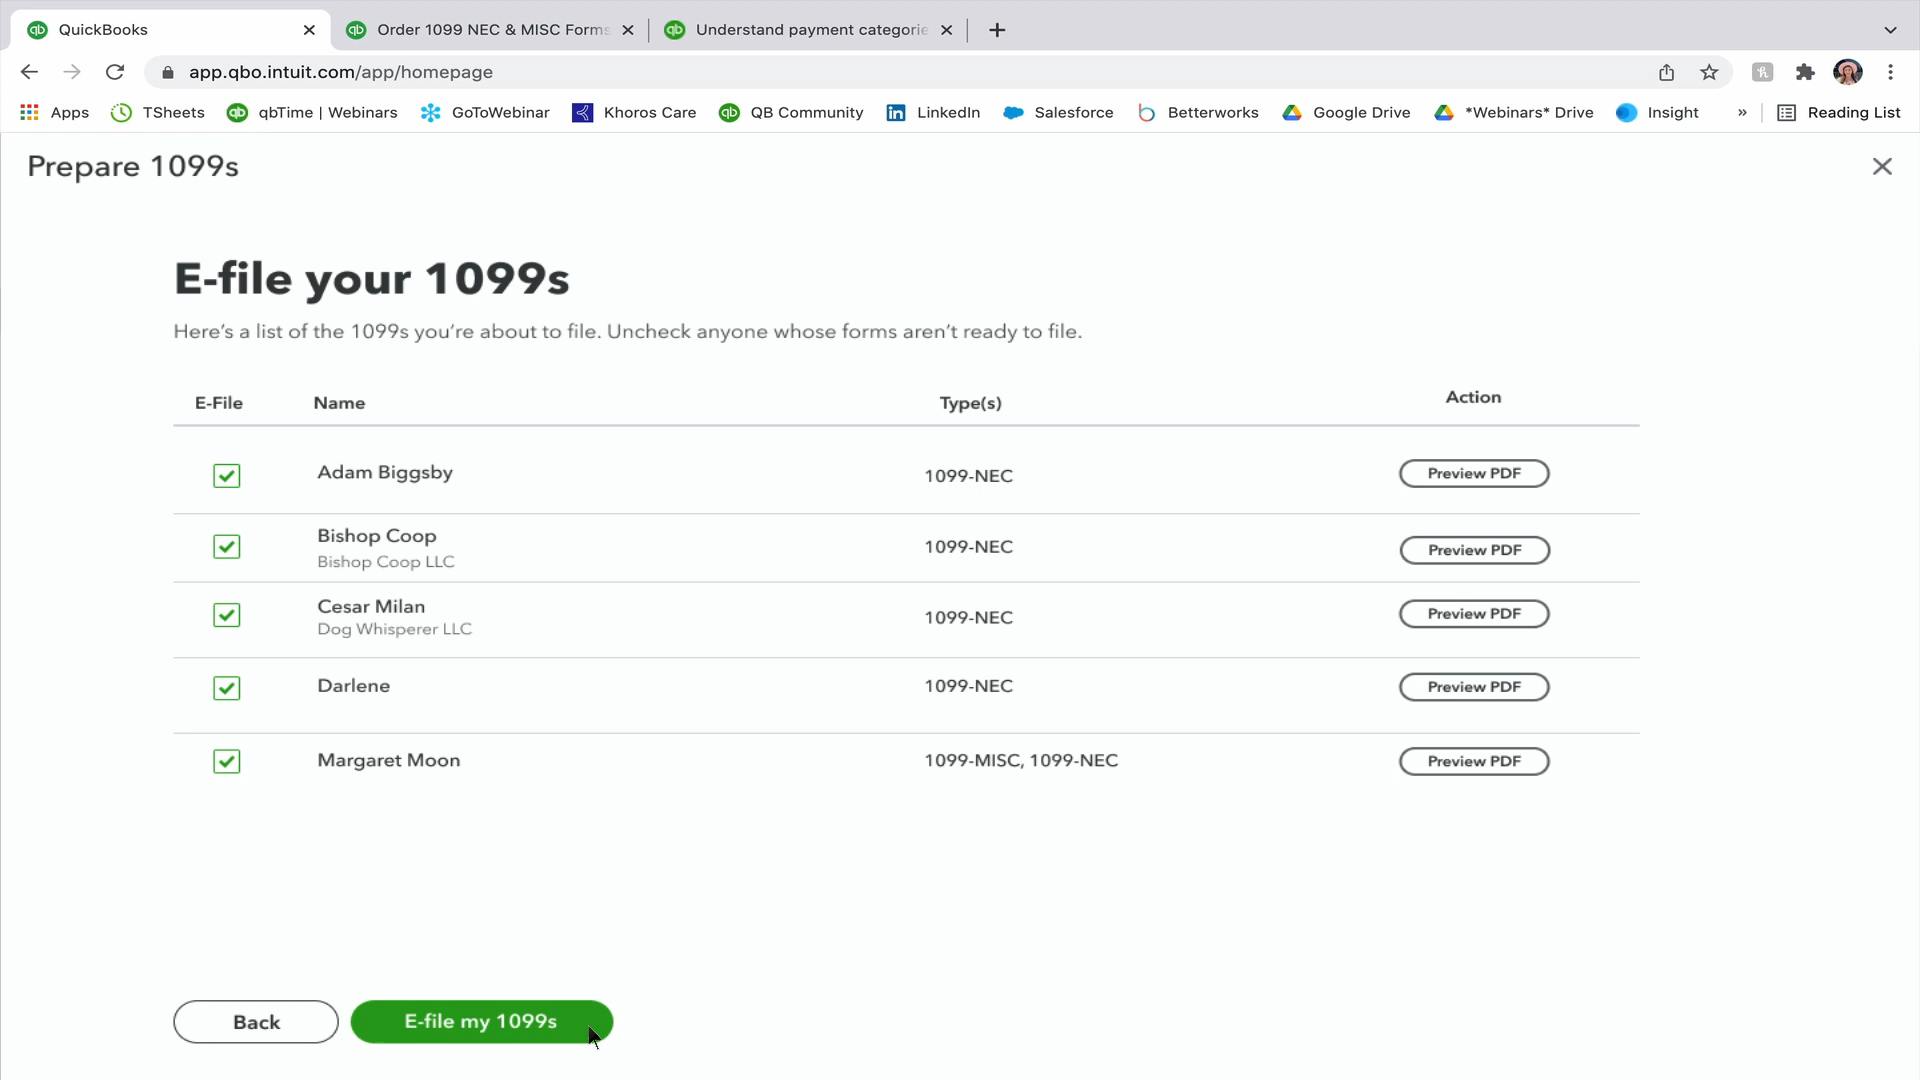 QuickBooks
Order 1099 NEC & MISC Forms
Understand payment categorie
app.qbo.intuit.com/app/homepage
Apps TSheets qbTime | Webinars GoToWebinar Khoros Care QB Community LinkedIn Salesforce Betterworks Google Drive *Webinars* Drive Insight » Reading List
Prepare 1099s
E-file your 1099s
Here's a list of the 1099s you're about to file. Uncheck anyone whose forms aren't ready to file.
E-File Name Type(s) Action
Adam Biggsby 1099-NEC Preview PDF
Bishop Coop
Bishop Coop LLC
1099-NEC Preview PDF
Cesar Milan
Dog Whisperer LLC
1099-NEC Preview PDF
Darlene 1099-NEC Preview PDF
Margaret Moon 1099-MISC, 1099-NEC Preview PDF
Back E-file my 1099s